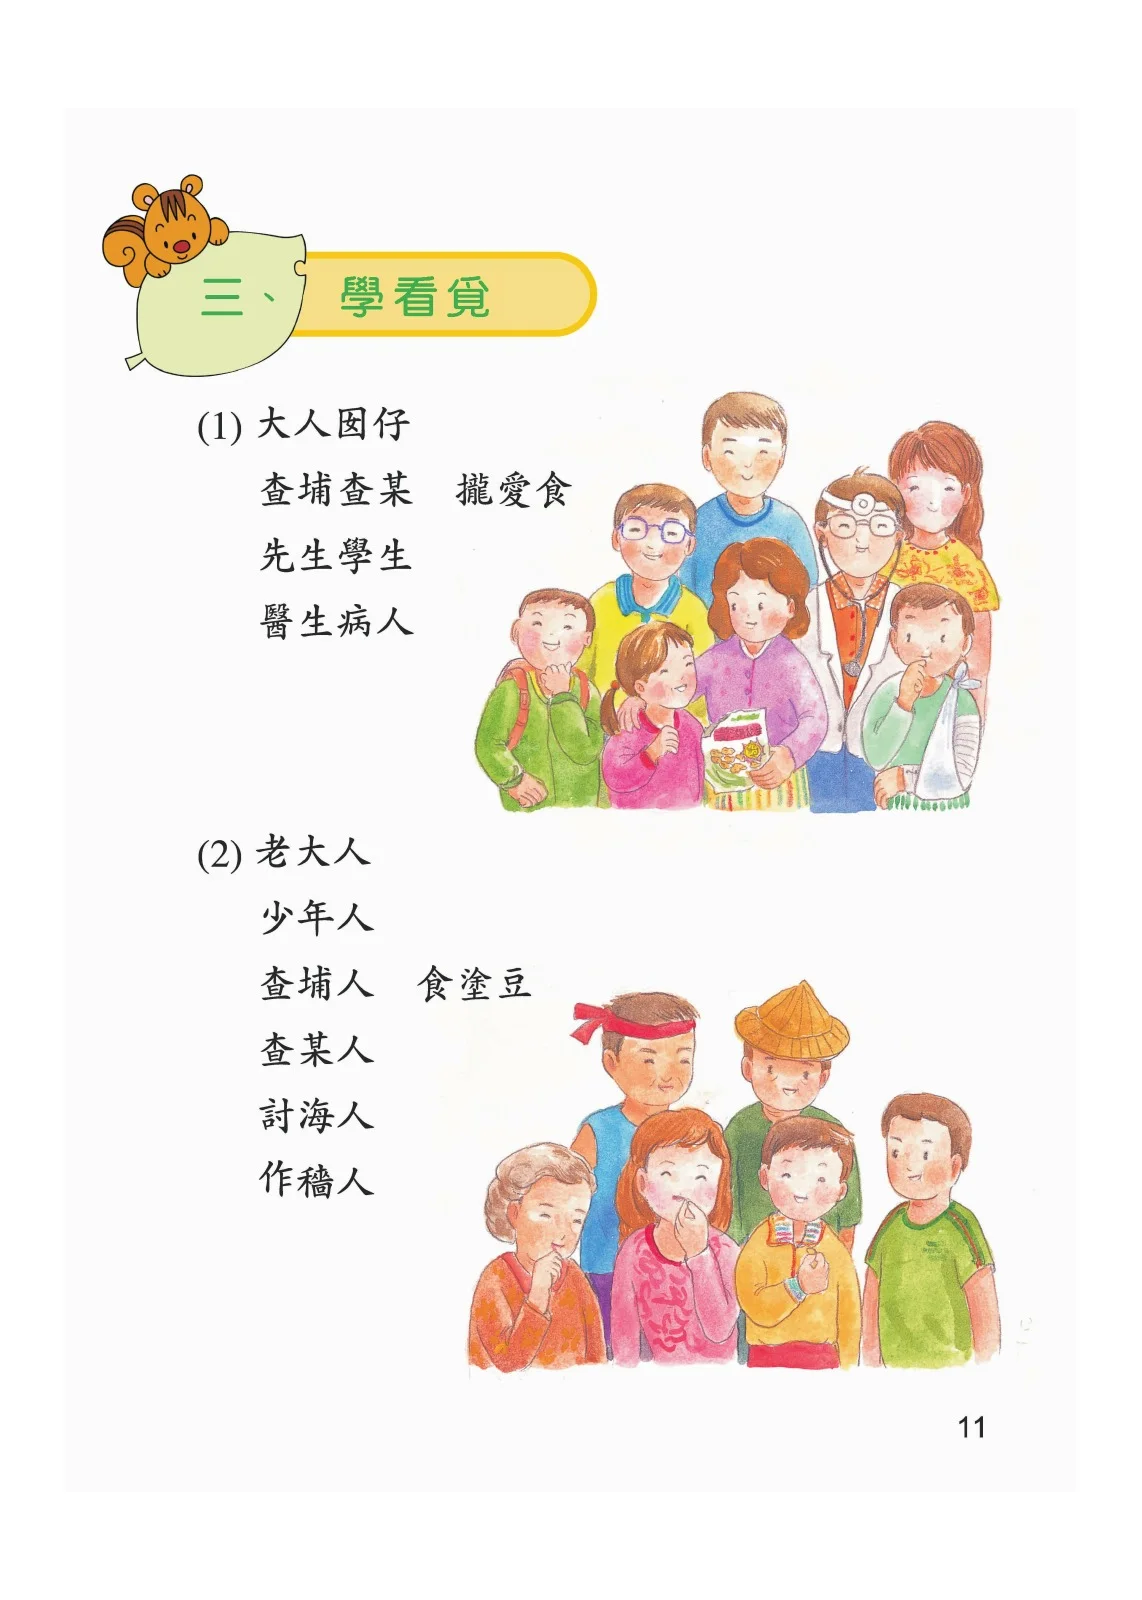 三、 學看覓
(1) 大人囡仔
查埔查某 攏愛食
先生學生
醫生病人
(2) 老大人
少年人
查埔人 食塗豆
查某人
討海人
作穡人
11